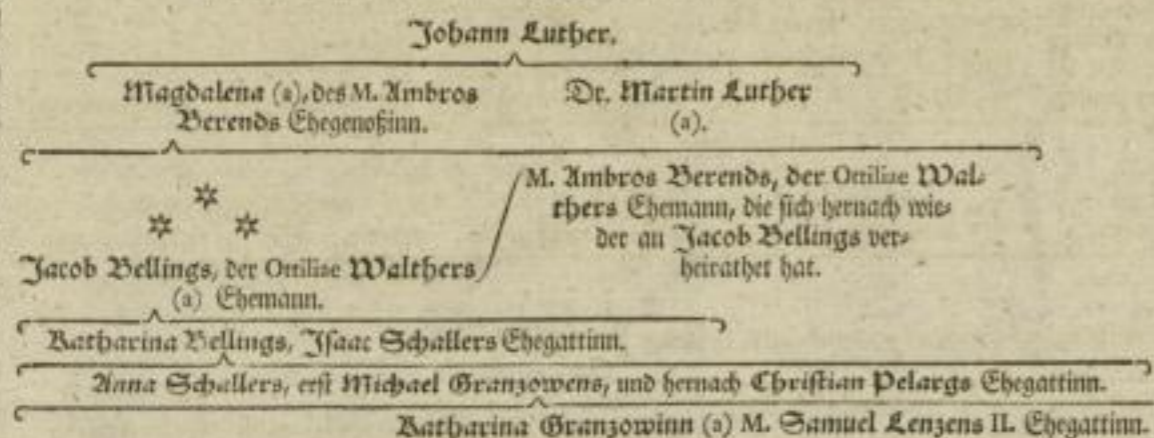 Johann Luther.
Magdalena (a), des M. Ambros
Berends Ehegenoßinn.
Dr. Martin Luther
(a).
M. Ambros Berends, der Ottiliae Wal-
thers Ehemann, die sich hernach wie-
der an Jacob Bellings ver-
heirathet hat.
Jacob Bellings, der Ottiliae Walthers
(a) Ehemann.
Katharina Bellings, Isaac Schallers Ehegattinn.
Anna Schallers, erst Michael Granzowens, und hernach Christian Pelargs Ehegattinn.
Katharina Granzowinn (a) M. Samuel Lenzens II. Ehegattinn.